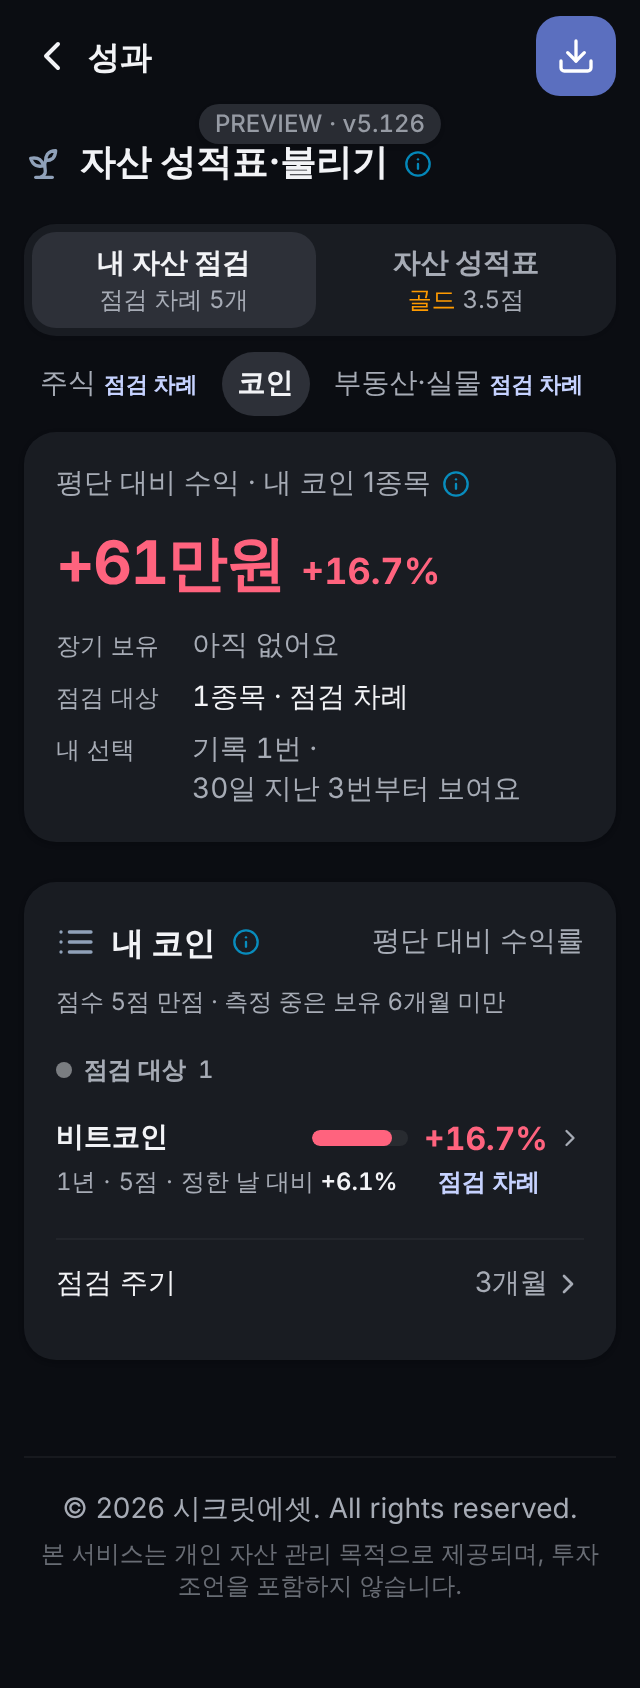 성과
PREVIEW · v5.126
자산 성적표·불리기
내 자산 점검
점검 차례 5개
자산 성적표
골드 3.5점
주식 점검 차례
코인
부동산·실물 점검 차례
평단 대비 수익 · 내 코인 1종목
+61만원 +16.7%
장기 보유 아직 없어요
점검 대상 1종목 · 점검 차례
내 선택 기록 1번 ·
30일 지난 3번부터 보여요
내 코인 평단 대비 수익률
점수 5점 만점 · 측정 중은 보유 6개월 미만
점검 대상 1
비트코인 +16.7%
1년 · 5점 · 정한 날 대비 +6.1% 점검 차례
점검 주기 3개월
© 2026 시크릿에셋. All rights reserved.
본 서비스는 개인 자산 관리 목적으로 제공되며, 투자
조언을 포함하지 않습니다.